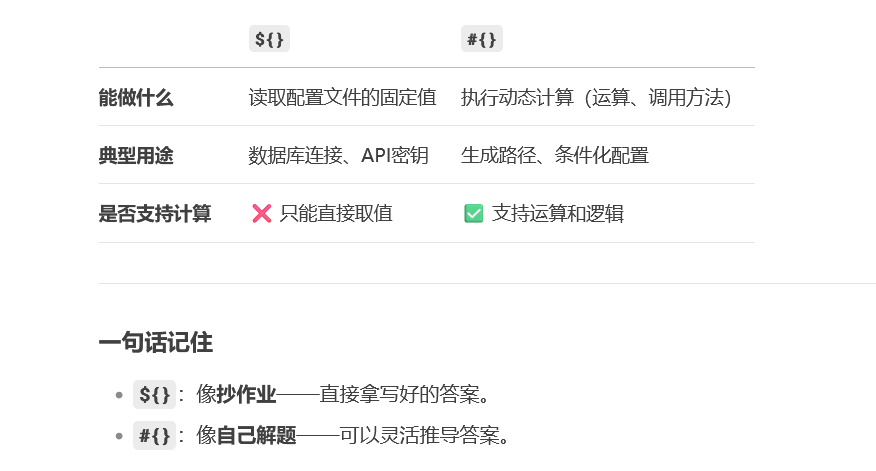 ${} #{}
能做什么 读取配置文件的固定值 执行动态计算（运算、调用方法）
典型用途 数据库连接、API密钥 生成路径、条件化配置
是否支持计算 ❌ 只能直接取值 ✅ 支持运算和逻辑
一句话记住
• ${}：像抄作业——直接拿写好的答案。
• #{}：像自己解题——可以灵活推导答案。